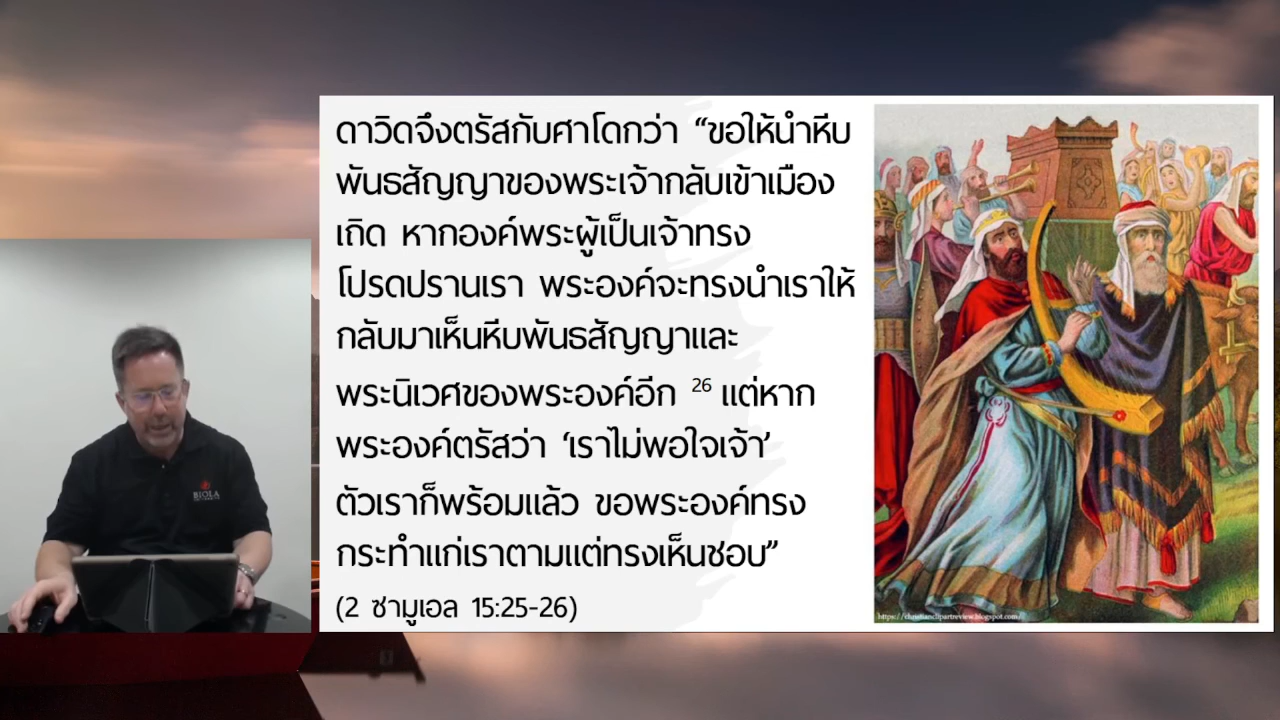 ดาวิดจึงตรัสกับศาโดกว่า “ขอให้นำหีบ
พันธสัญญาของพระเจ้ากลับเข้าเมือง
เถิด หากองค์พระผู้เป็นเจ้าทรง
โปรดปรานเรา พระองค์จะทรงนำเราให้
กลับมาเห็นหีบพันธสัญญาและ
พระนิเวศของพระองค์อีก 26 แต่หาก
พระองค์ตรัสว่า ‘เราไม่พอใจเจ้า’
ตัวเราก็พร้อมแล้ว ขอพระองค์ทรง
กระทำแก่เราตามแต่ทรงเห็นชอบ”
(2 ซามูเอล 15:25-26)
https://christianclipartreview.blogspot.com/
BIOLA